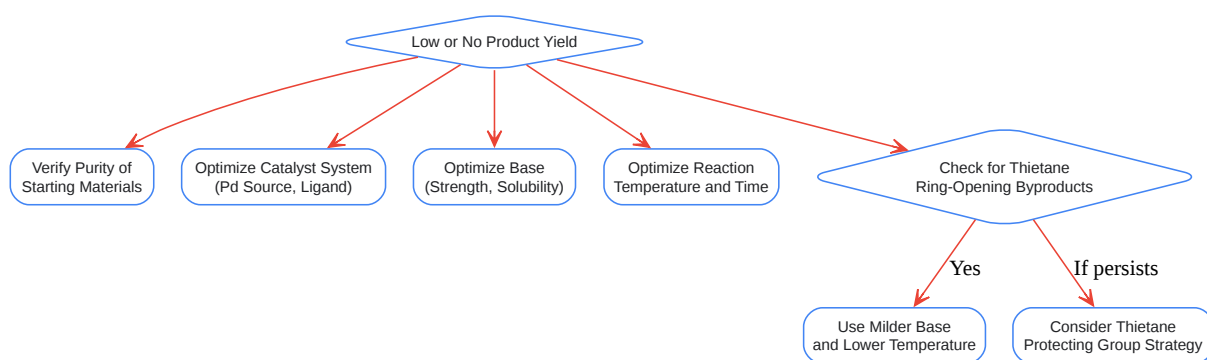 Low or No Product Yield
Verify Purity of
Starting Materials
Optimize Catalyst System
(Pd Source, Ligand)
Optimize Base
(Strength, Solubility)
Optimize Reaction
Temperature and Time
Check for Thietane
Ring-Opening Byproducts
Yes
If persists
Use Milder Base
and Lower Temperature
Consider Thietane
Protecting Group Strategy